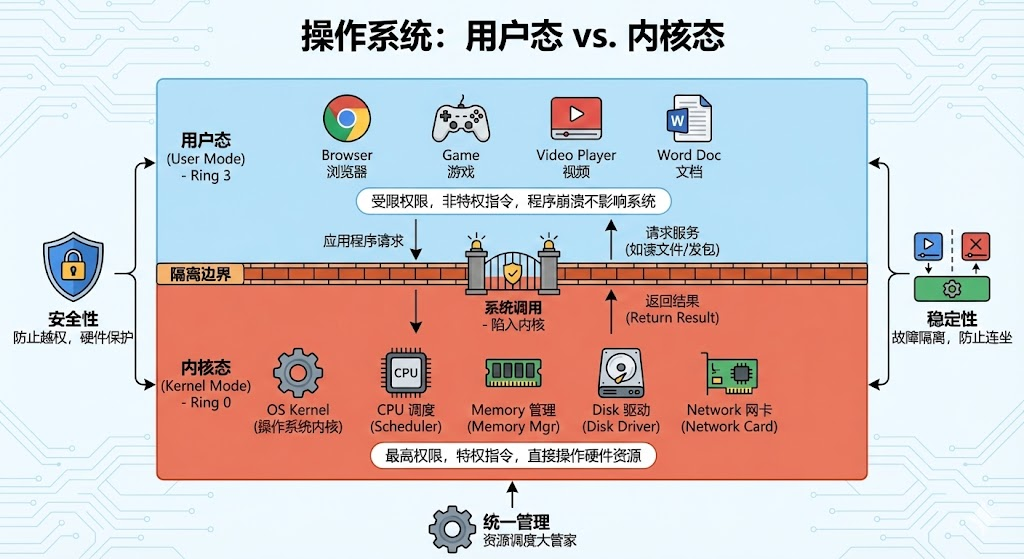 操作系统：用户态 vs. 内核态
用户态
(User Mode)
- Ring 3
Browser
浏览器
Game
游戏
Video Player
视频
W
Word Doc
文档
受限权限，非特权指令，程序崩溃不影响系统
应用程序请求
请求服务
(如读文件/发包)
隔离边界
系统调用
- 陷入内核
返回结果
(Return Result)
安全性
防止越权，硬件保护
稳定性
故障隔离，防止连坐
内核态
(Kernel Mode)
- Ring 0
OS Kernel
(操作系统内核)
CPU
CPU 调度
(Scheduler)
Memory 管理
(Memory Mgr)
Disk 驱动
(Disk Driver)
Network 网卡
(Network Card)
最高权限，特权指令，直接操作硬件资源
统一管理
资源调度大管家